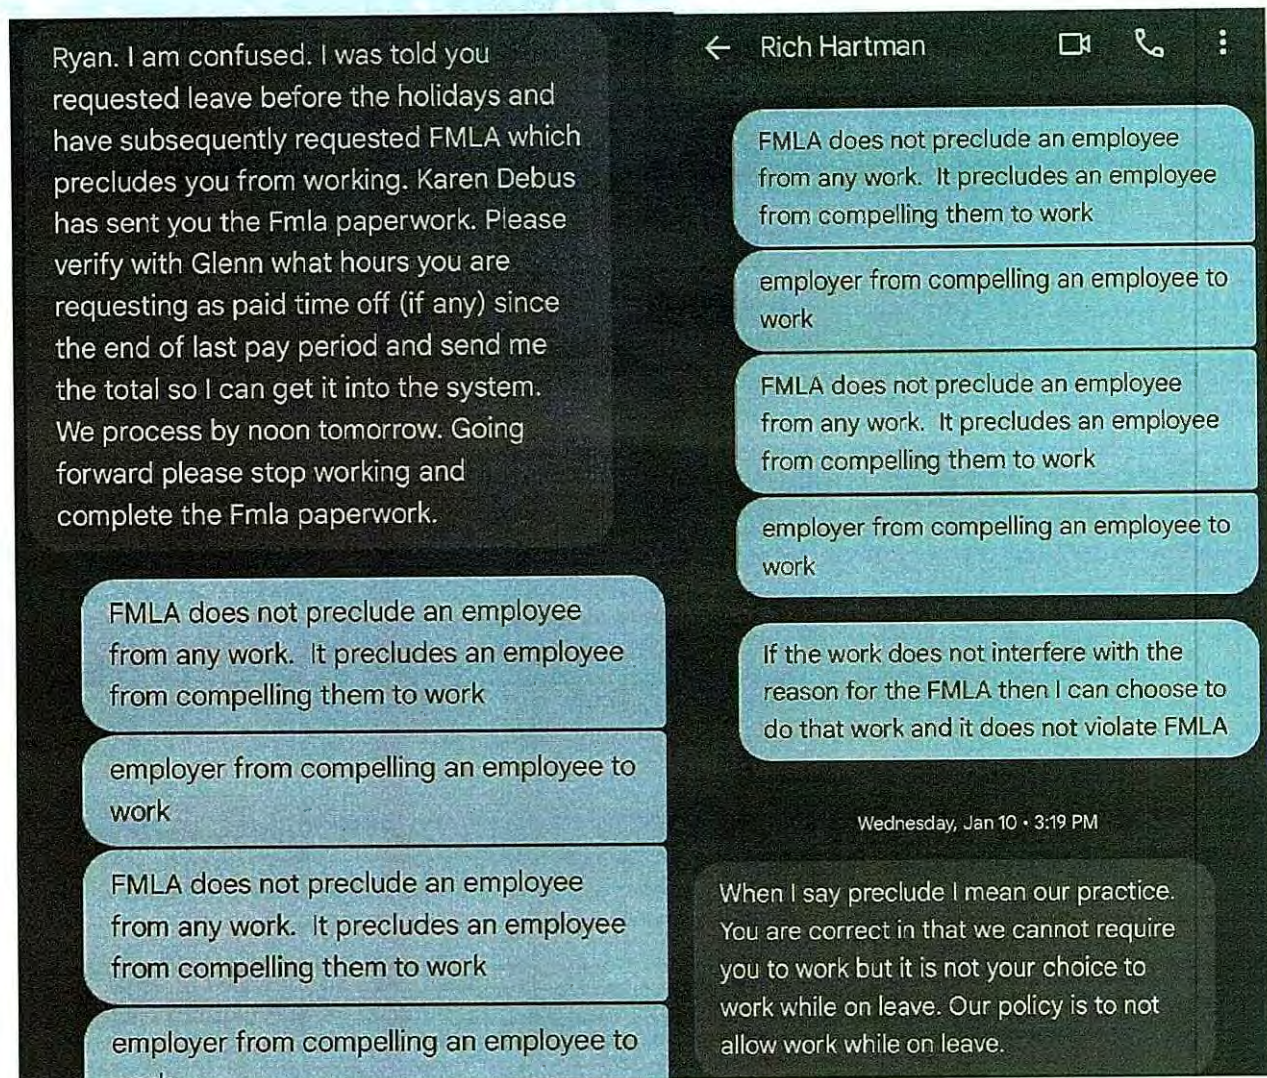 Ryan. I am confused. I was told you
requested leave before the holidays and
have subsequently requested FMLA which
precludes you from working. Karen Debus
has sent you the Fmla paperwork. Please
verify with Glenn what hours you are
requesting as paid time off (if any) since
the end of last pay period and send me
the total so I can get it into the system.
We process by noon tomorrow. Going
forward please stop working and
complete the Fmla paperwork.
FMLA does not preclude an employee
from any work. It precludes an employee
from compelling them to work
employer from compelling an employee to
work
FMLA does not preclude an employee
from any work. It precludes an employee
from compelling them to work
employer from compelling an employee to
Rich Hartman
FMLA does not preclude an employee
from any work. It precludes an employee
from compelling them to work
employer from compelling an employee to
work
FMLA does not preclude an employee
from any work. It precludes an employee
from compelling them to work
employer from compelling an employee to
work
If the work does not interfere with the
reason for the FMLA then I can choose to
do that work and it does not violate FMLA
Wednesday, Jan 10 • 3:19 PM
When I say preclude I mean our practice.
You are correct in that we cannot require
you to work but it is not your choice to
work while on leave. Our policy is to not
allow work while on leave.